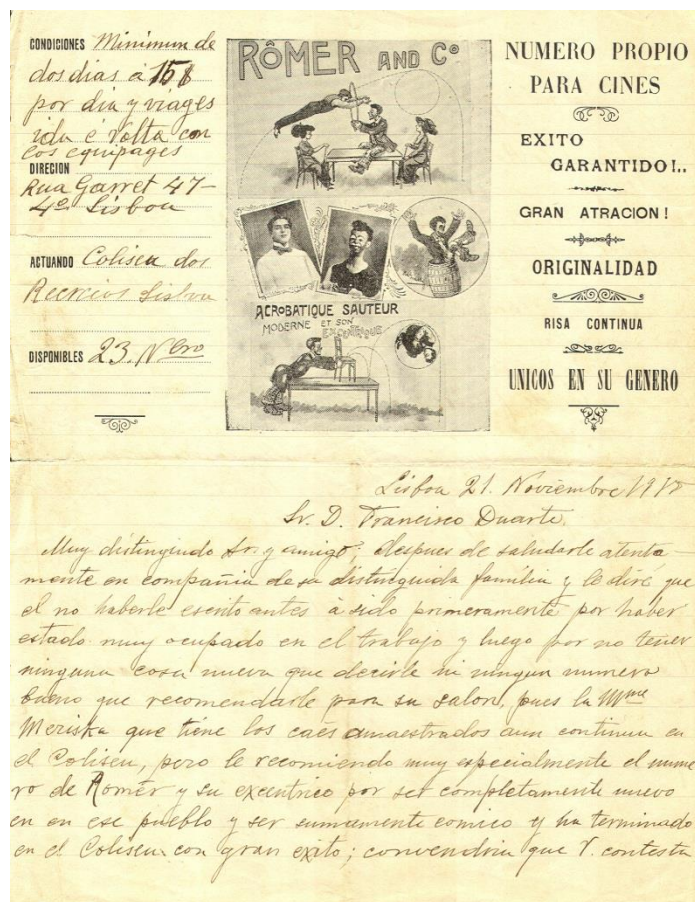 CONDICIONES Minimun de
dos dias á 15$
por dia y viages
ida é volta con
los equipages
DIRECION
Rua Garret 47-
4º Lisboa
ACTUANDO Coliseu dos
Recreios Lisboa
DISPONIBLES 23. Nbro
RÔMER AND Cº
ACROBATIQUE SAUTEUR
MODERNE ET SON
EXCENTRIQUE
NUMERO PROPIO
PARA CINES
EXITO
GARANTIDO!..
GRAN ATRACION!
ORIGINALIDAD
RISA CONTINUA
UNICOS EN SU GENERO
Lisboa 21. Noviembre
Sr. D. Francisco Duarte
Muy distinguido Sr. y amigo; despues de saludarle atenta-
mente en compañia de su distinguida família y le diré que
el no haberle escrito antes á sido primeramente por haber
estado muy ocupado en el trabajo y luego por no tener
ninguna cosa nueva que decirle ni ningun numero
bueno que recomendarle para su salon, pues la Mme
Meriska que tiene los caẽs amaestrados aun continua en
el Coliseu, pero le recomiendo muy especialmente el nume
ro de Romër y su excentrico por ser completamente nuevo
en en ese pueblo y ser sumamente comico y ha terminado
en el Coliseu con gran exito; convendria que V. contesta